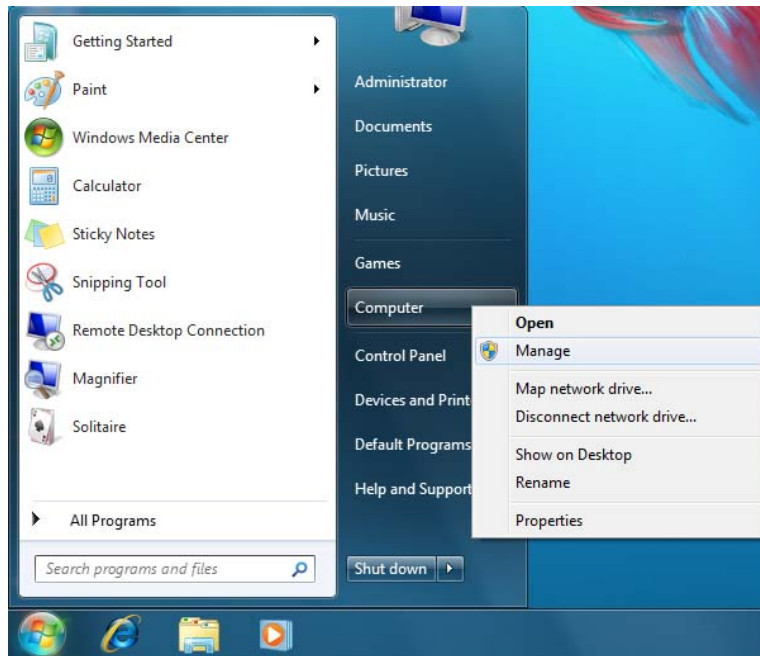 Getting Started
Paint
Windows Media Center
Calculator
Sticky Notes
Snipping Tool
Remote Desktop Connection
Magnifier
Solitaire
All Programs
Search programs and files
Administrator
Documents
Pictures
Music
Games
Computer
Control Panel
Devices and Print
Default Programs
Help and Support
Shut down
Open
Manage
Map network drive...
Disconnect network drive...
Show on Desktop
Rename
Properties